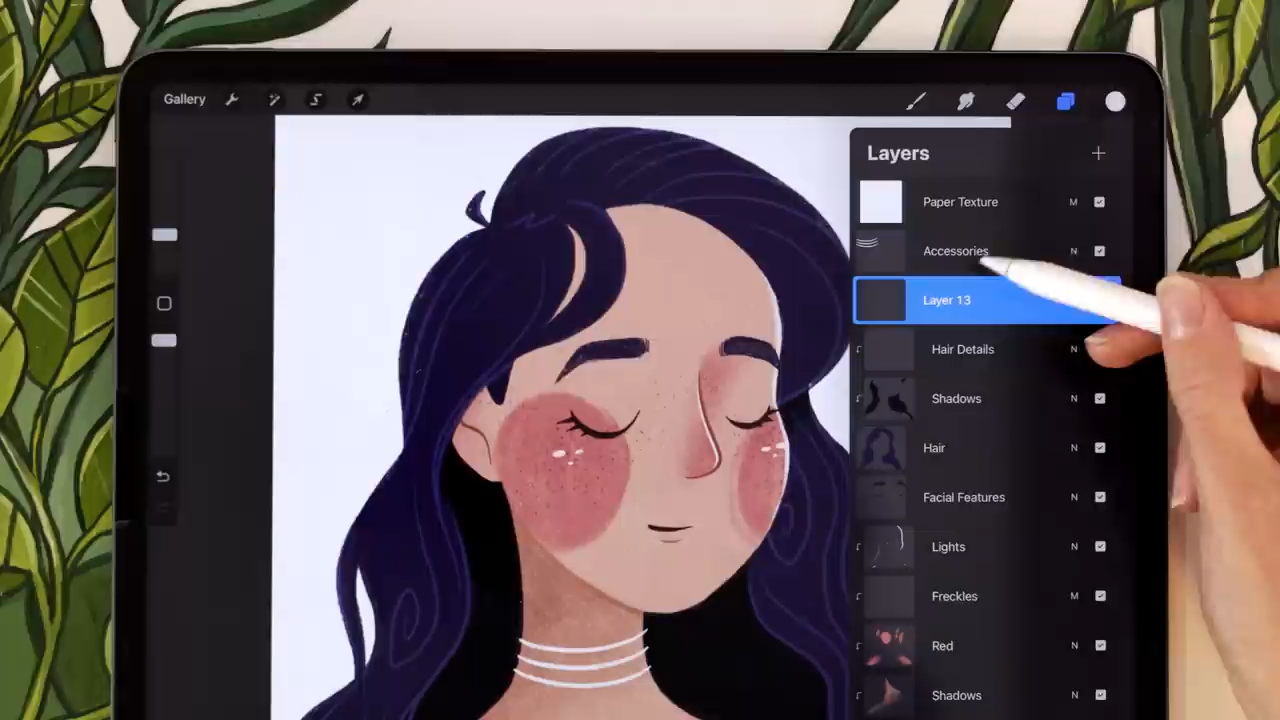 Gallery
Layers
Paper Texture M
Accessories N
Layer 13
Hair Details N
Shadows N
Hair N
Facial Features N
Lights N
Freckles M
Red N
Shadows N